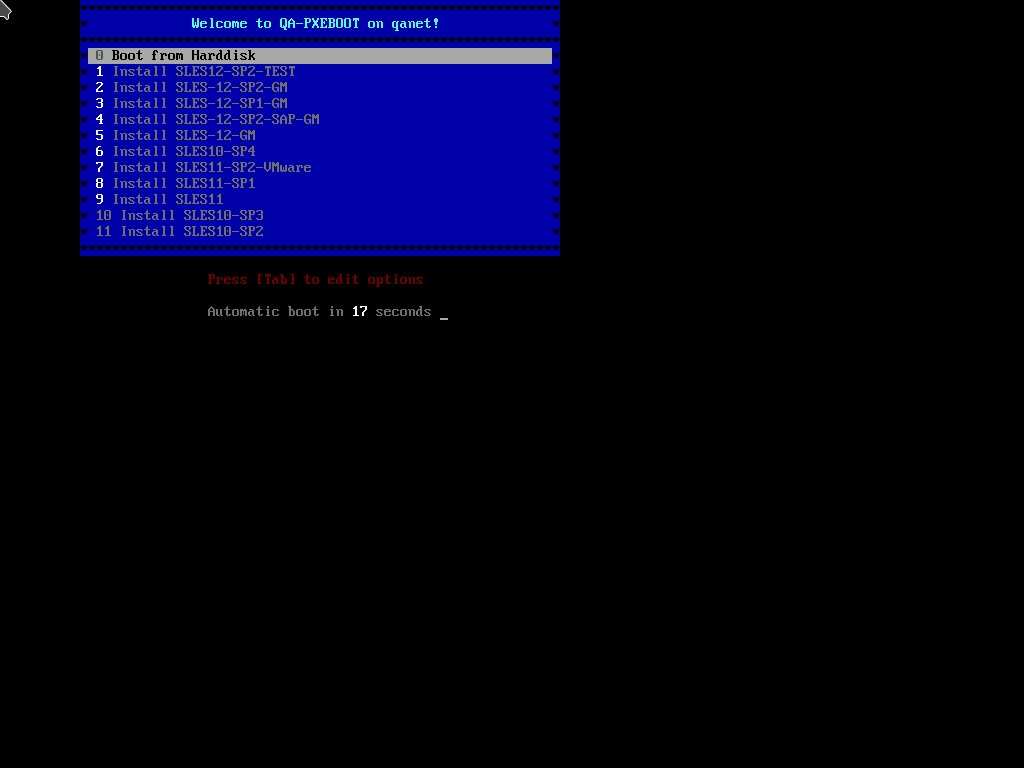 Welcome to QA-PXEBOOT on qanet!
0 Boot from Harddisk
1 Install SLES12-SP2-TEST
2 Install SLES-12-SP2-GM
3 Install SLES-12-SP1-GM
4 Install SLES-12-SP2-SAP-GM
5 Install SLES-12-GM
6 Install SLES10-SP4
7 Install SLES11-SP2-VMware
8 Install SLES11-SP1
9 Install SLES11
10 Install SLES10-SP3
11 Install SLES10-SP2
Press [Tab] to edit options
Automatic boot in 17 seconds _